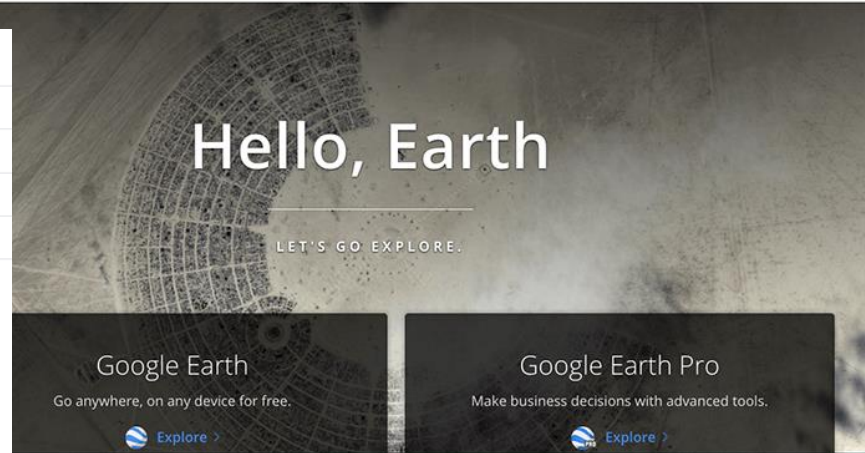 Hello, Earth
LET'S GO EXPLORE.
Google Earth
Go anywhere, on any device for free.
Explore >
Google Earth Pro
Make business decisions with advanced tools.
PRO
Explore >